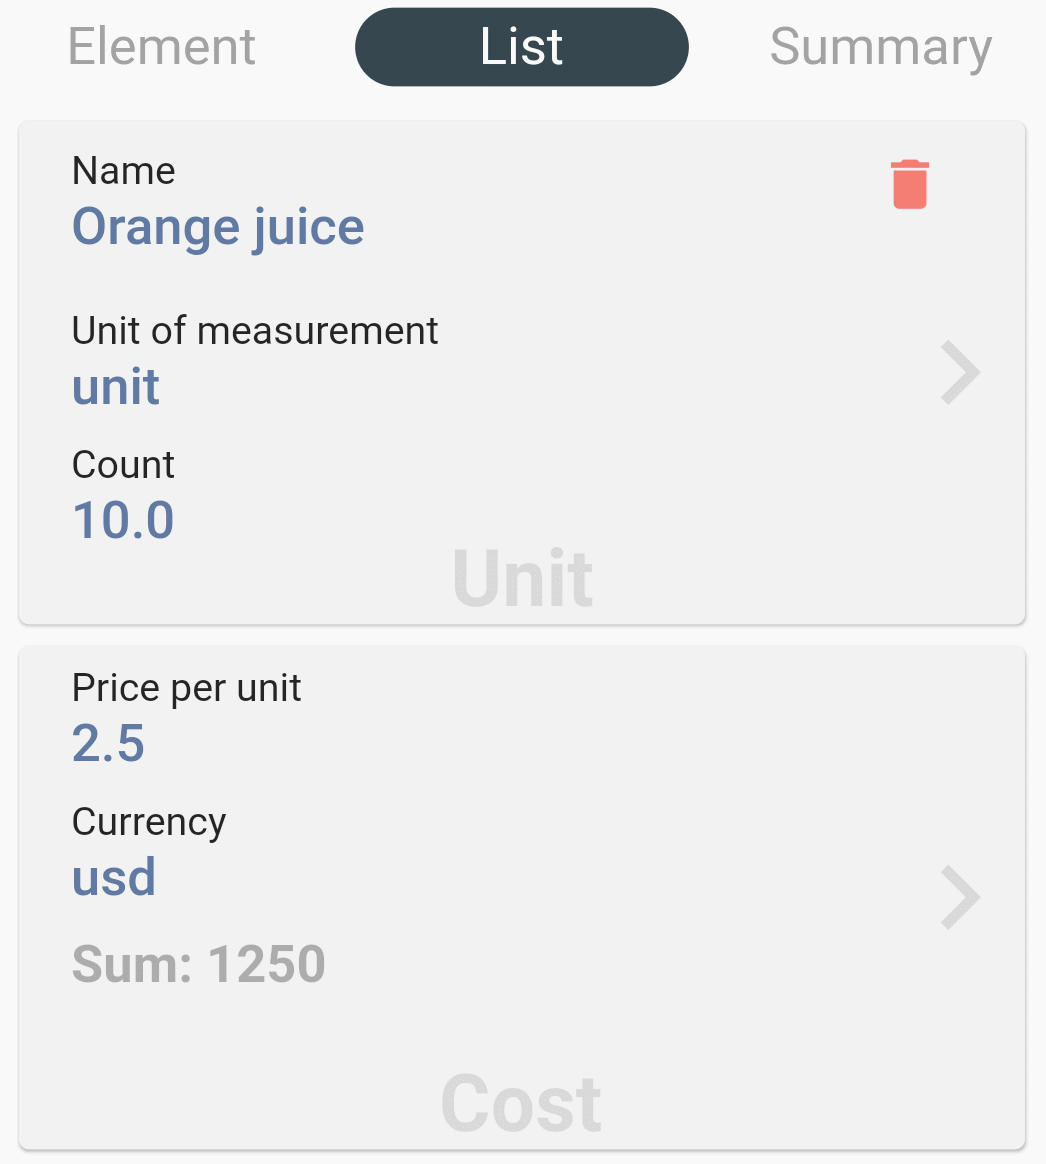 Element List Summary
Name
Orange juice
Unit of measurement
unit
Count
10.0
Unit
Price per unit
2.5
Currency
usd
Sum: 1250
Cost